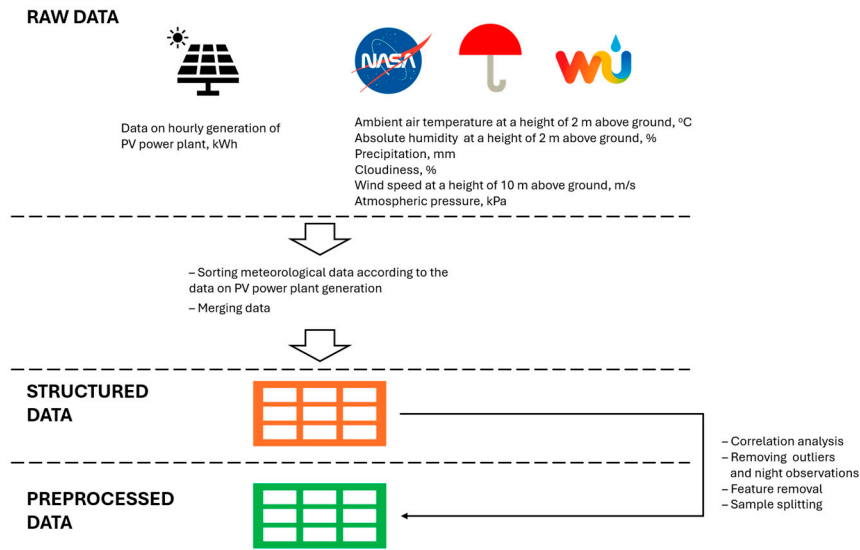 RAW DATA
NASA
wu
Data on hourly generation of
PV power plant, kWh
Ambient air temperature at a height of 2 m above ground, ºC
Absolute humidity at a height of 2 m above ground, %
Precipitation, mm
Cloudiness, %
Wind speed at a height of 10 m above ground, m/s
Atmospheric pressure, kPa
– Sorting meteorological data according to the
data on PV power plant generation
– Merging data
STRUCTURED
DATA
– Correlation analysis
– Removing outliers
and night observations
– Feature removal
– Sample splitting
PREPROCESSED
DATA